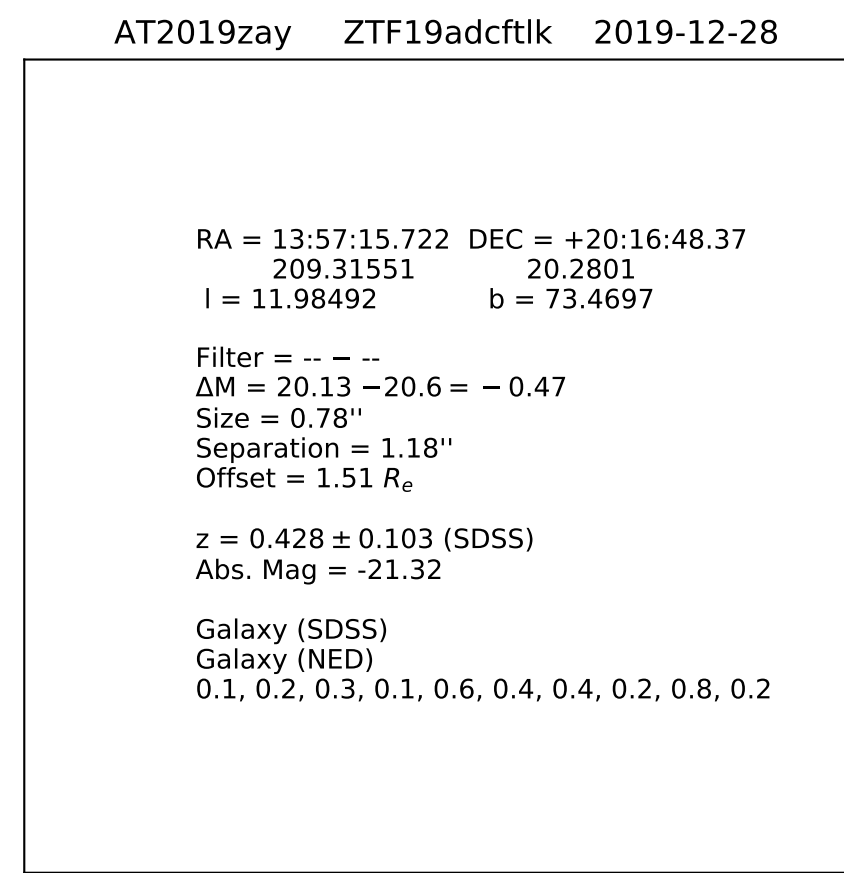 AT2019zay ZTF19adcftlk 2019-12-28
RA = 13:57:15.722 DEC = +20:16:48.37
209.31551 20.2801
l = 11.98492 b = 73.4697
Filter = -- − --
ΔM = 20.13 −20.6 = − 0.47
Size = 0.78''
Separation = 1.18''
Offset = 1.51 Re
z = 0.428 ± 0.103 (SDSS)
Abs. Mag = -21.32
Galaxy (SDSS)
Galaxy (NED)
0.1, 0.2, 0.3, 0.1, 0.6, 0.4, 0.4, 0.2, 0.8, 0.2